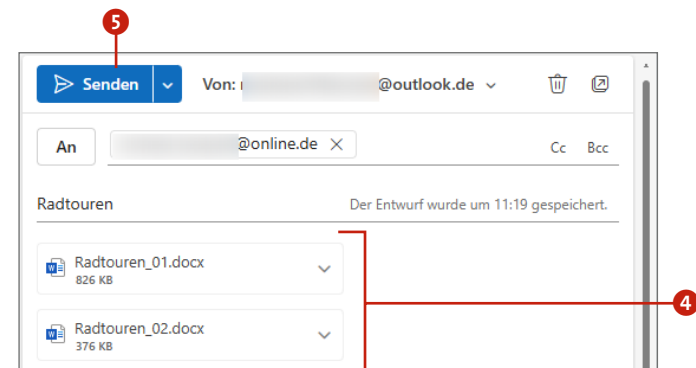 5
Senden Von: @outlook.de
An @online.de Cc Bcc
Radtouren Der Entwurf wurde um 11:19 gespeichert.
Radtouren_01.docx
826 KB
4
Radtouren_02.docx
376 KB